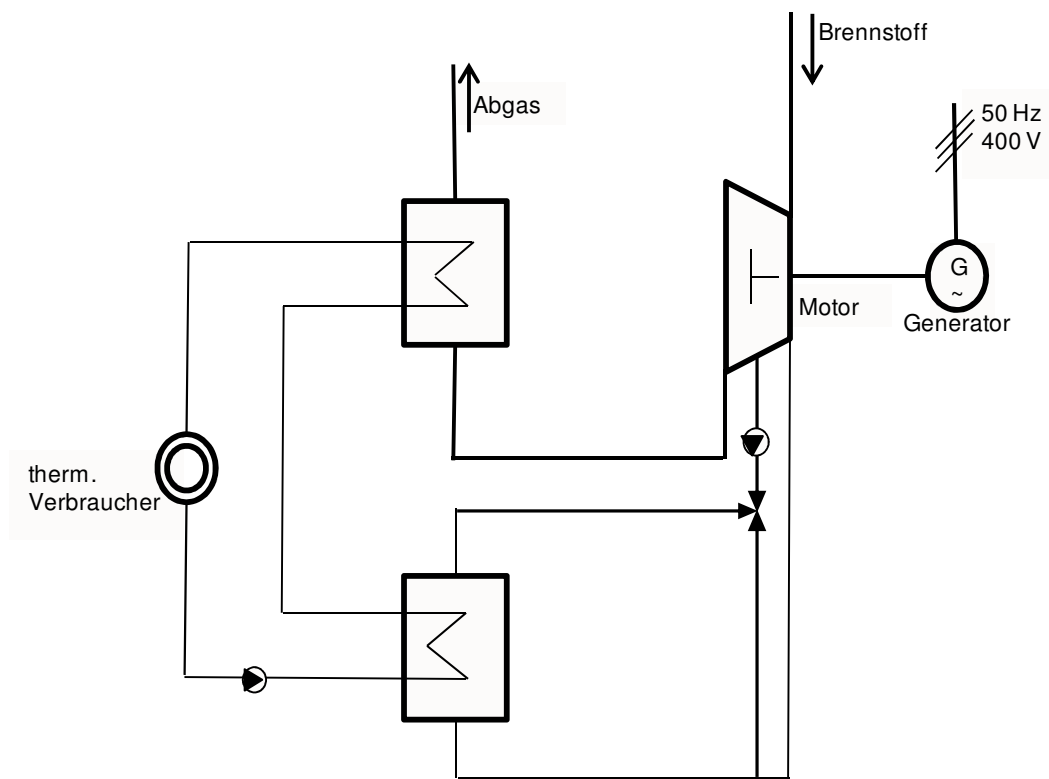 Brennstoff
Abgas
50 Hz
400 V
G
~
Motor
Generator
therm.
Verbraucher